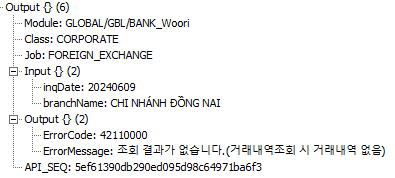 Output {} (6)
Module: GLOBAL/GBL/BANK_Woori
Class: CORPORATE
Job: FOREIGN_EXCHANGE
Input {} (2)
inqDate: 20240609
branchName: CHI NHÁNH ĐỒNG NAI
Output {} (2)
ErrorCode: 42110000
ErrorMessage: 조회 결과가 없습니다.(거래내역조회 시 거래내역 없음)
API_SEQ: 5ef61390db290ed095d98c64971ba6f3